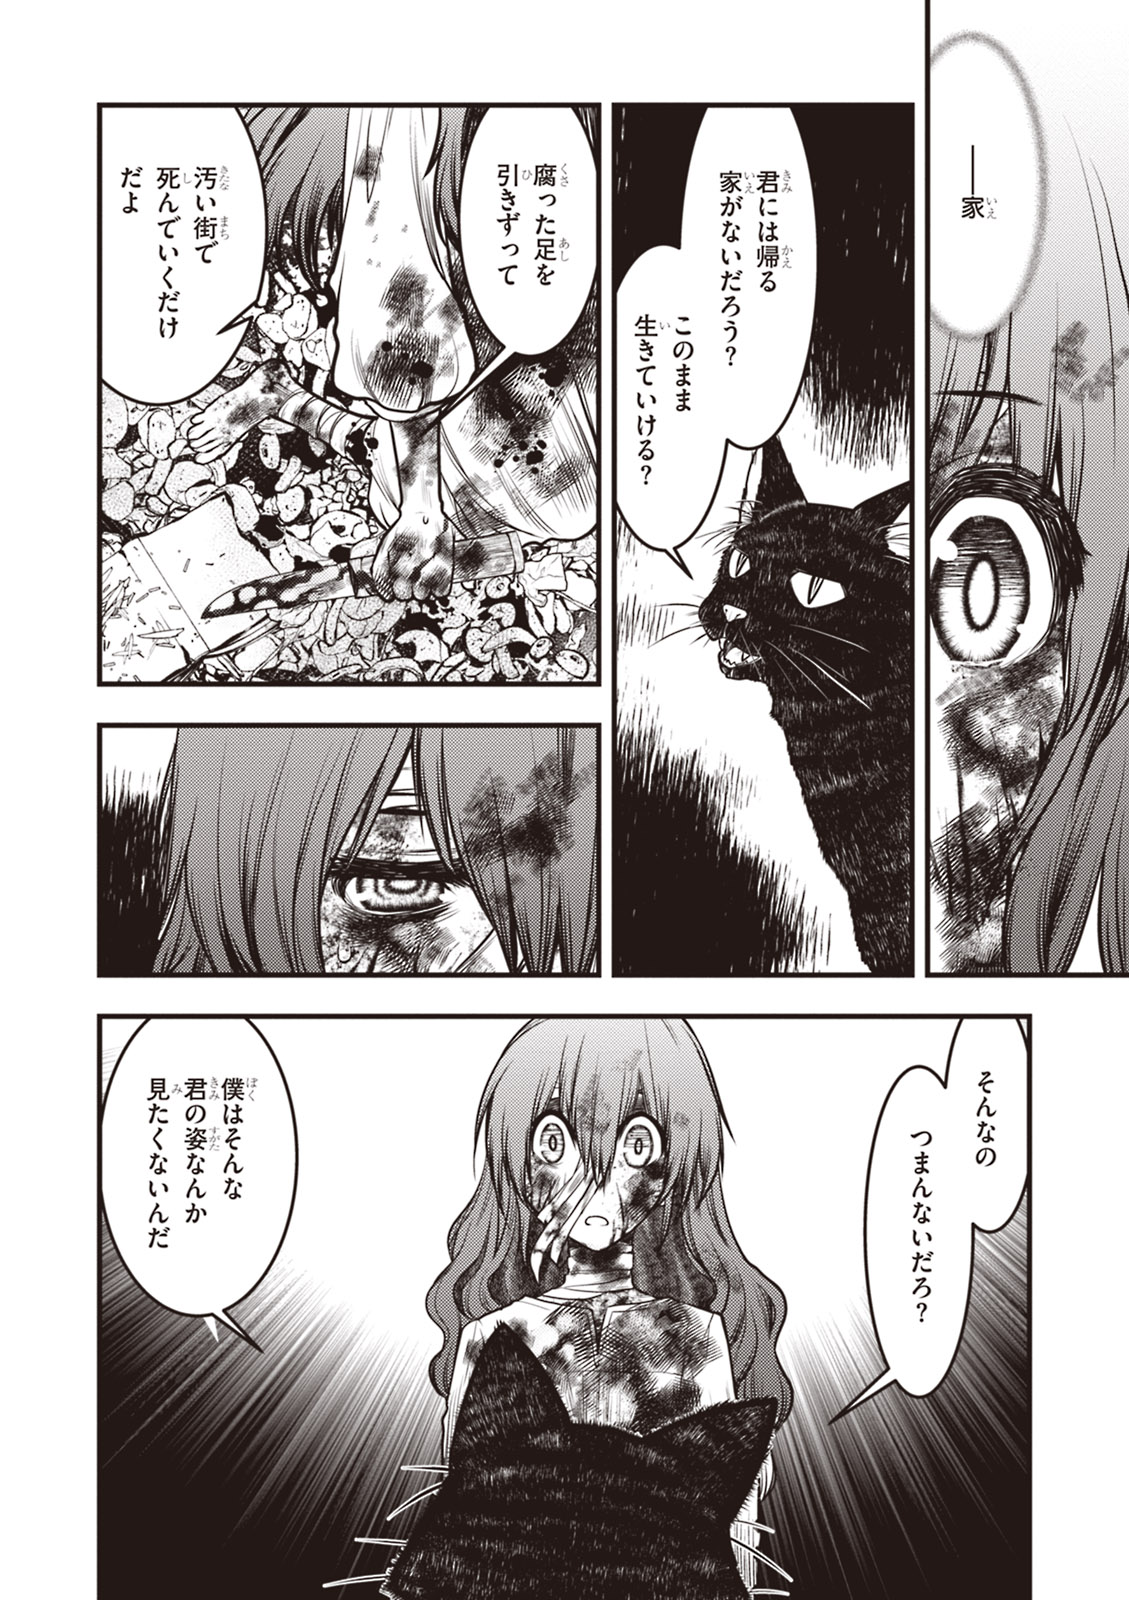 ──家
君には帰る
家がないだろう？
このまま
生きていける？
腐った足を
引きずって
汚い街で
死んでいくだけ
だよ
そんなの
つまんないだろ？
僕はそんな
君の姿なんか
見たくないんだ